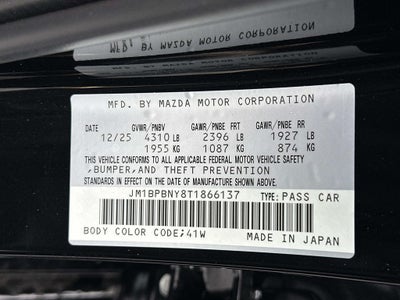 MFD. BY MAZDA MOTOR CORPORATION
GVWR/PNBV GAWR/PNBE FRT GAWR/PNBE RR
12/25 4310 LB 2396 LB 1927 LB
1955 KG 1087 KG 874 KG
THIS VEHICLE CONFORMS TO ALL APPLICABLE FEDERAL MOTOR VEHICLE SAFETY
,BUMPER,AND THEFT PREVENTION
STANDARDS IN EFFECT ON THE DATE OF MANUFACTURE SHOWN ABOVE.
JM1BPBNY8T1866137 TYPE:PASS CAR
BODY COLOR CODE;41W MADE IN JAPAN